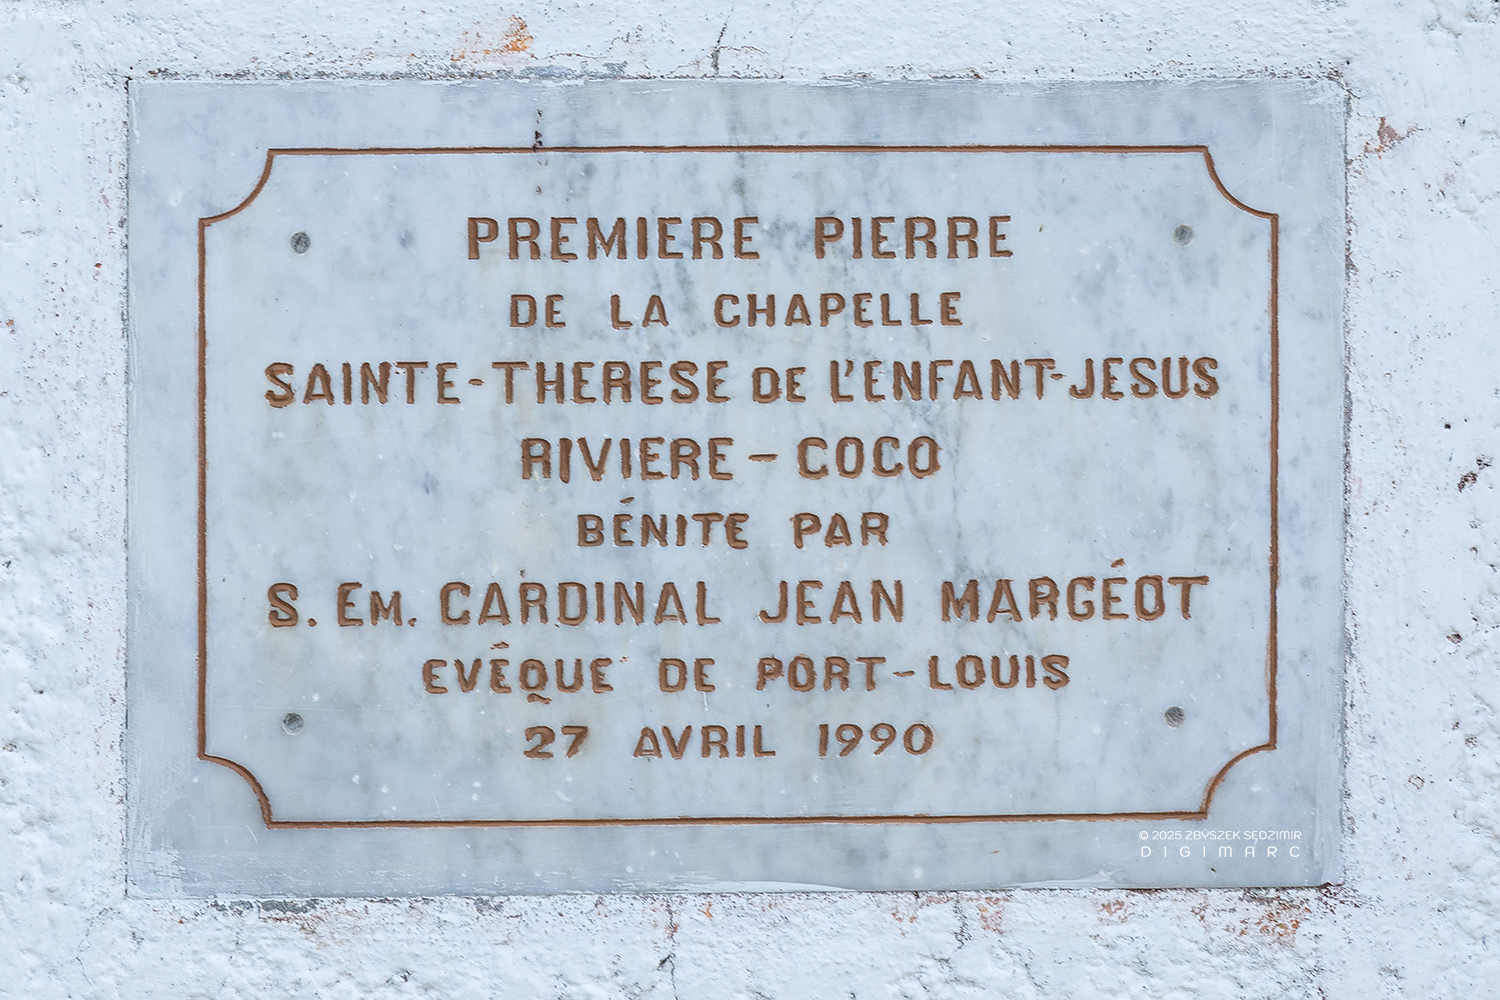 PREMIERE PIERRE
DE LA CHAPELLE
SAINTE-THERESE DE L'ENFANT-JESUS
RIVIERE - COCO
BÉNITE PAR
S. EM. CARDINAL JEAN MARGÉOT
EVÊQUE DE PORT-LOUIS
27 AVRIL 1990
© 2025 ZBYSZEK SĘDZIMIR
DIGIMARC